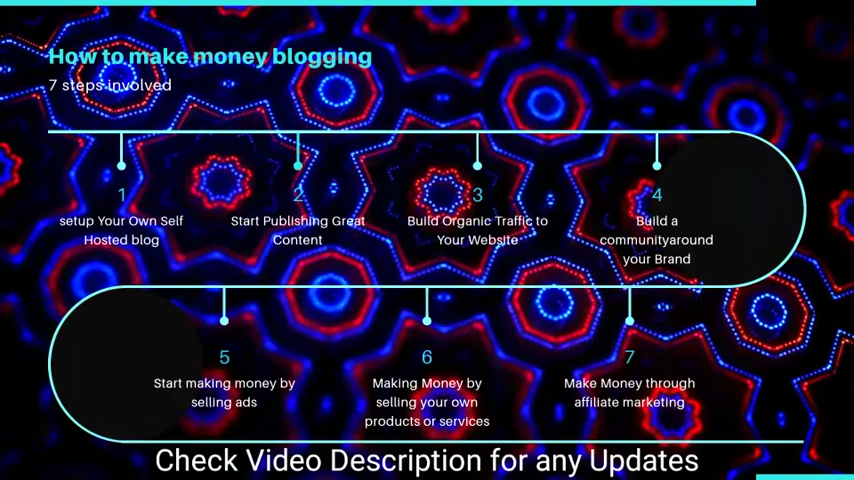 How to make money blogging
7 steps involved
1
setup Your Own Self
Hosted blog
2
Start Publishing Great
Content
3
Build Organic Traffic to
Your Website
4
Build a
communityaround
your Brand
5
Start making money by
selling ads
6
Making Money by
selling your own
products or services
7
Make Money through
affiliate marketing
Check Video Description for any Updates